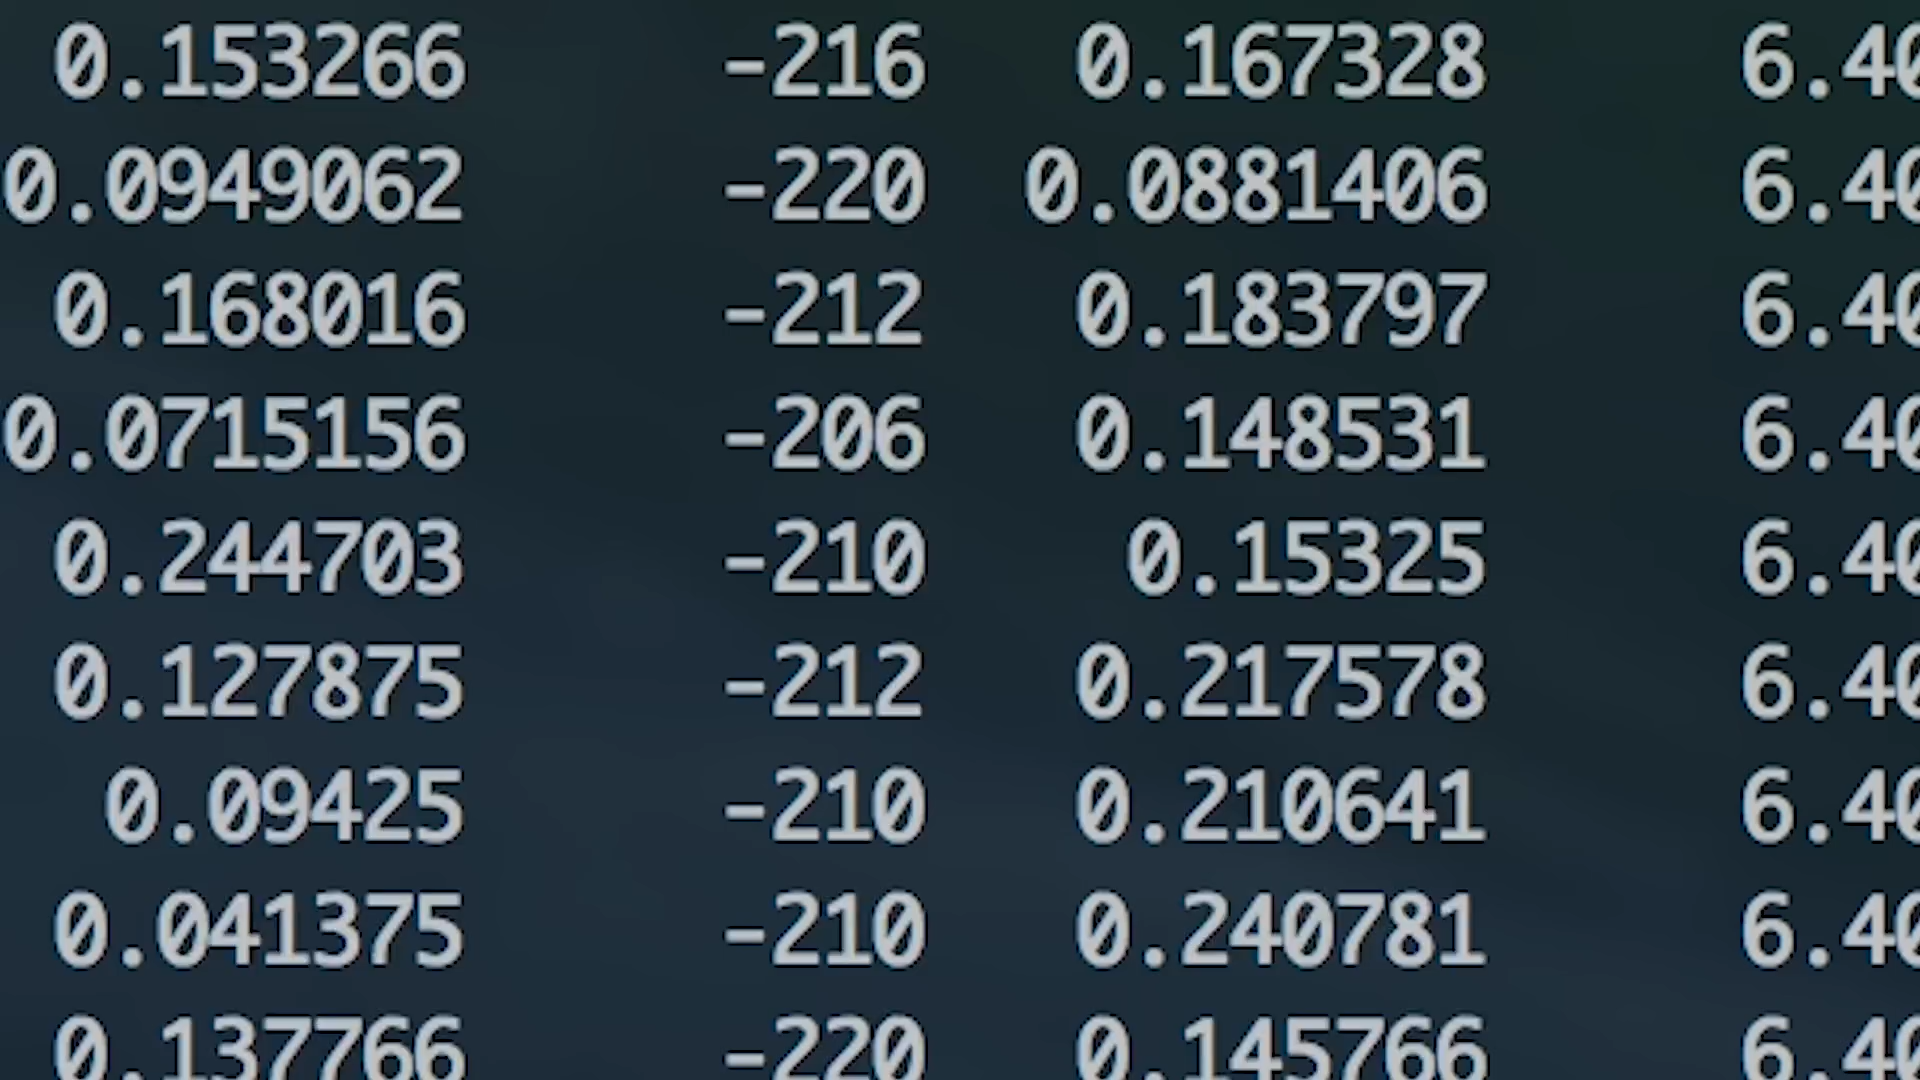 0.153266 -216 0.167328 6.40
0.0949062 -220 0.0881406 6.40
0.168016 -212 0.183797 6.40
0.0715156 -206 0.148531 6.40
0.244703 -210 0.15325 6.40
0.127875 -212 0.217578 6.40
0.09425 -210 0.210641 6.40
0.041375 -210 0.240781 6.40
0.137766 -220 0.145766 6.40